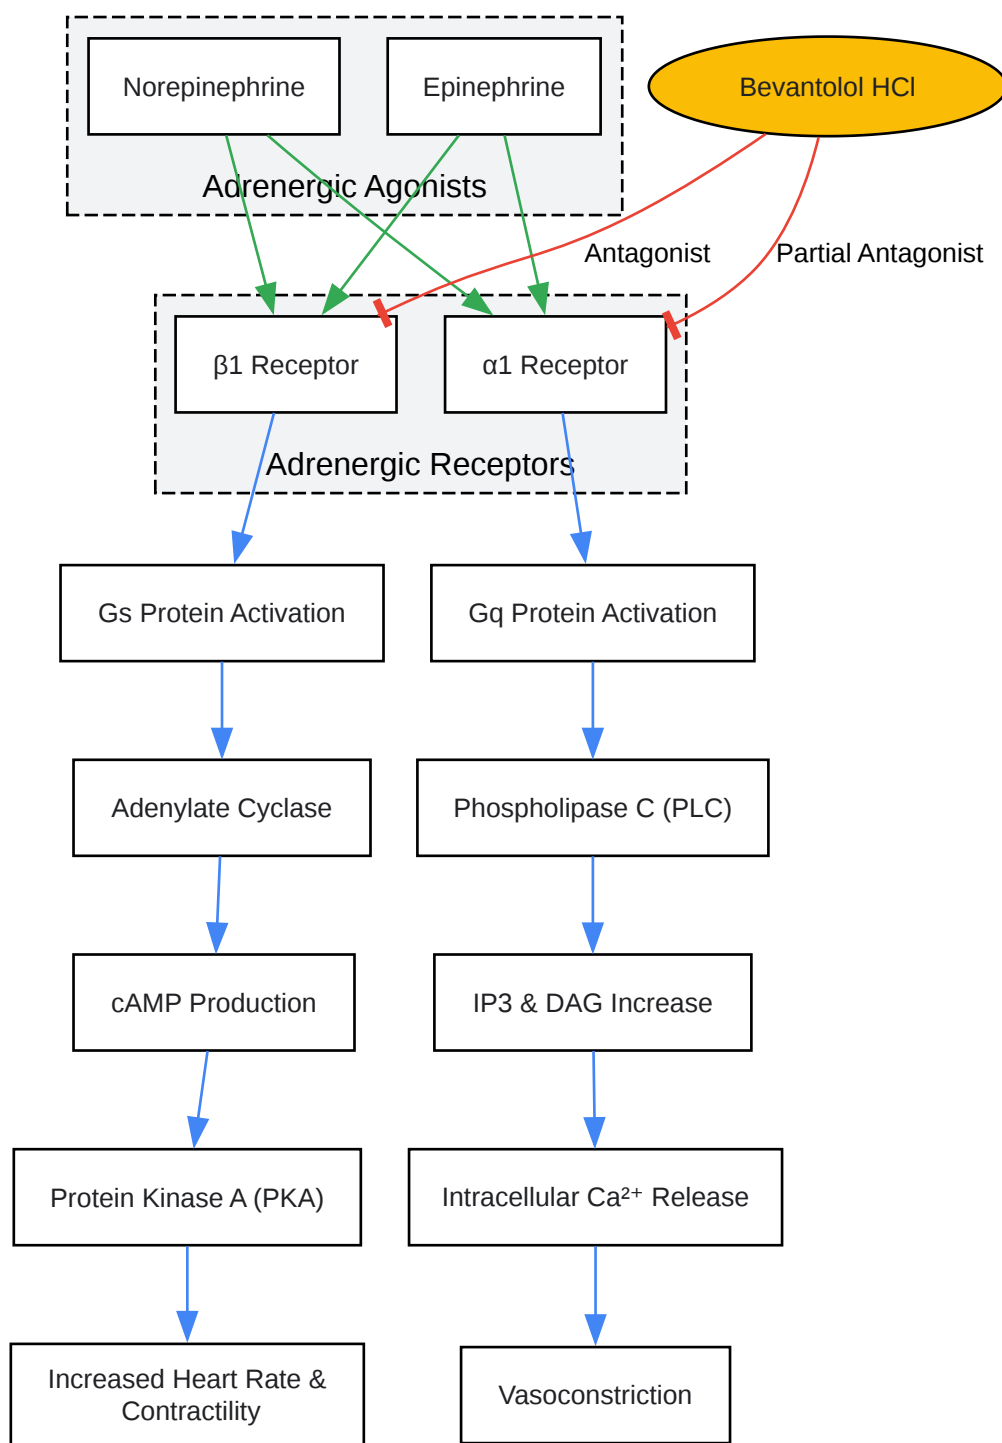 Norepinephrine
Epinephrine
Bevantolol HCl
Adrenergic Agonists
Antagonist
Partial Antagonist
β1 Receptor
α1 Receptor
Adrenergic Receptors
Gs Protein Activation
Gq Protein Activation
Adenylate Cyclase
Phospholipase C (PLC)
cAMP Production
IP3 & DAG Increase
Protein Kinase A (PKA)
Intracellular Ca²⁺ Release
Increased Heart Rate &
Contractility
Vasoconstriction